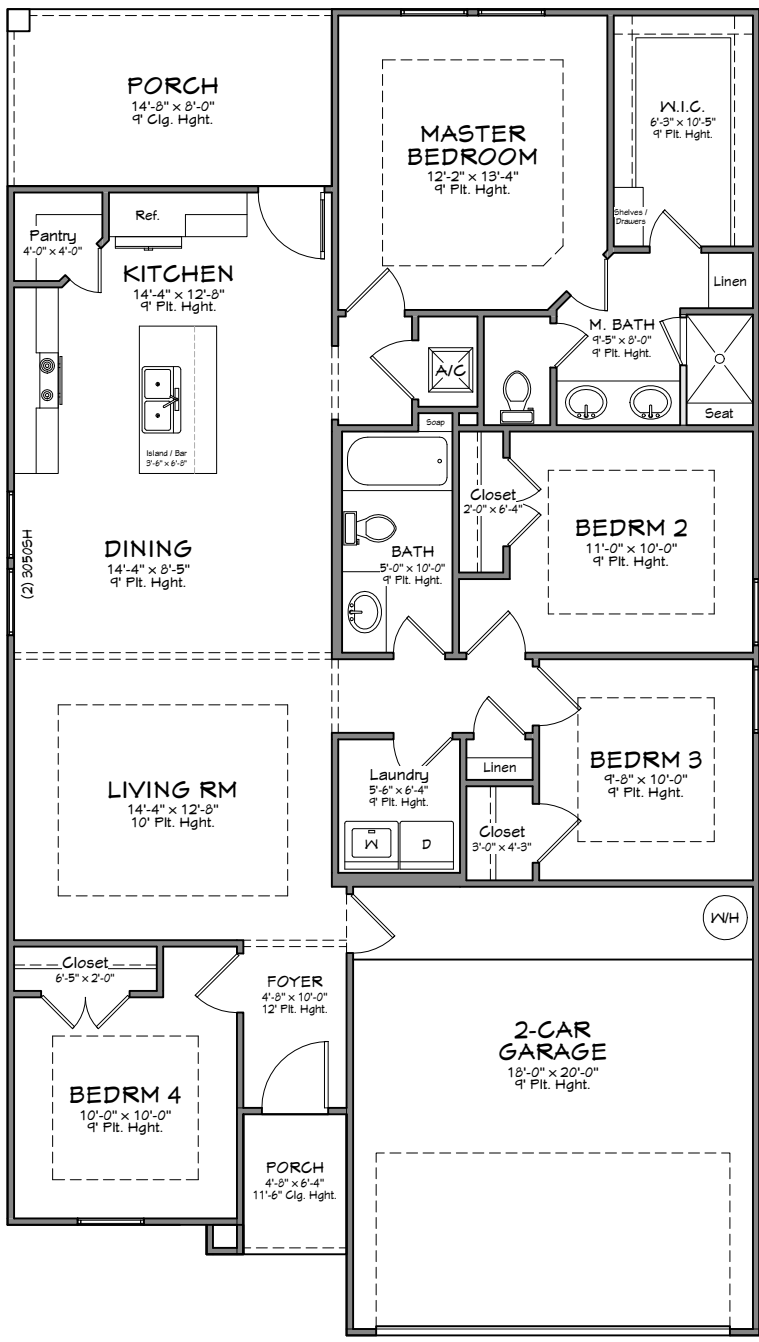 PORCH
14'-8" x 8'-0"
9' Clg. Hght.
MASTER
BEDROOM
12'-2" x 13'-4"
9' Plt. Hght.
W.I.C.
6'-3" x 10'-5"
9' Plt. Hght.
Shelves /
Drawers
Pantry
4'-0" x 4'-0"
Ref.
KITCHEN
14'-4" x 12'-8"
9' Plt. Hght.
Linen
M. BATH
9'-5" x 8'-0"
9' Plt. Hght.
A/C
Seat
Soap
Island / Bar
3'-6" x 6'-8"
Closet
2'-0" x 6'-4"
BEDRM 2
11'-0" x 10'-0"
9' Plt. Hght.
DINING
14'-4" x 8'-5"
9' Plt. Hght.
(2) 3050SH
BATH
5'-0" x 10'-0"
9' Plt. Hght.
LIVING RM
14'-4" x 12'-8"
10' Plt. Hght.
Laundry
5'-6" x 6'-4"
9' Plt. Hght.
W
D
Linen
BEDRM 3
9'-8" x 10'-0"
9' Plt. Hght.
Closet
3'-0" x 4'-3"
W/H
Closet
6'-5" x 2'-0"
FOYER
4'-8" x 10'-0"
12' Plt. Hght.
2-CAR
GARAGE
18'-0" x 20'-0"
9' Plt. Hght.
BEDRM 4
10'-0" x 10'-0"
9' Plt. Hght.
PORCH
4'-8" x 6'-4"
11'-6" Clg. Hght.